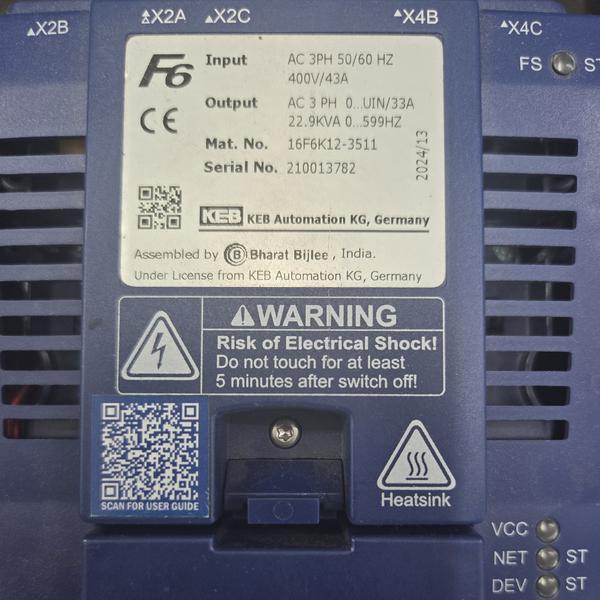 ▲X2B
▲X2A ▲X2C ▲X4B
▲X4C
FS ST
F6
Input AC 3PH 50/60 HZ
400V/43A
Output AC 3 PH 0...UIN/33A
22.9KVA 0...599HZ
CE
Mat. No. 16F6K12-3511
Serial No. 210013782
2024/13
KEB KEB Automation KG, Germany
Assembled by B Bharat Bijlee , India.
Under License from KEB Automation KG, Germany
WARNING
Risk of Electrical Shock!
Do not touch for at least
5 minutes after switch off!
SCAN FOR USER GUIDE
Heatsink
VCC
NET ST
DEV ST